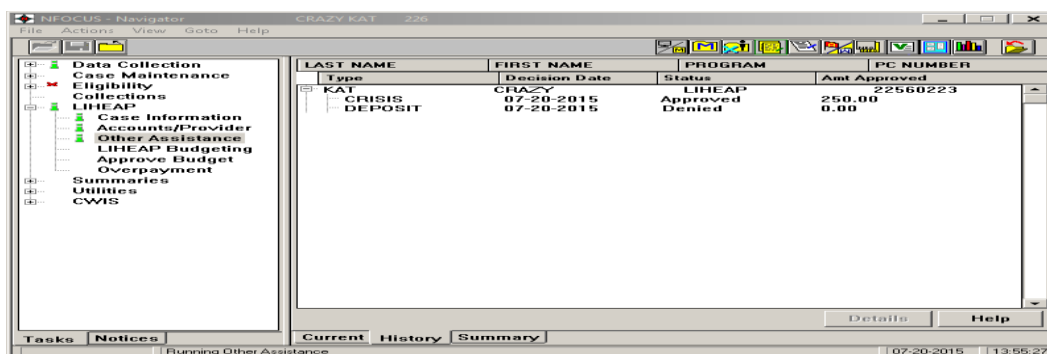 NFOCUS - Navigator CRAZY KAT 226
File Actions View Goto Help
Data Collection
Case Maintenance
Eligibility
Collections
LIHEAP
Case Information
Accounts/Provider
Other Assistance
LIHEAP Budgeting
Approve Budget
Overpayment
Summaries
Utilities
CWIS
Tasks Notices
LAST NAME FIRST NAME PROGRAM PC NUMBER
Type Decision Date Status Amt Approved
KAT CRAZY LIHEAP 22560223
CRISIS 07-20-2015 Approved 250.00
DEPOSIT 07-20-2015 Denied 0.00
Details Help
Current History Summary
Running Other Assistance 07-20-2015 13:55:27